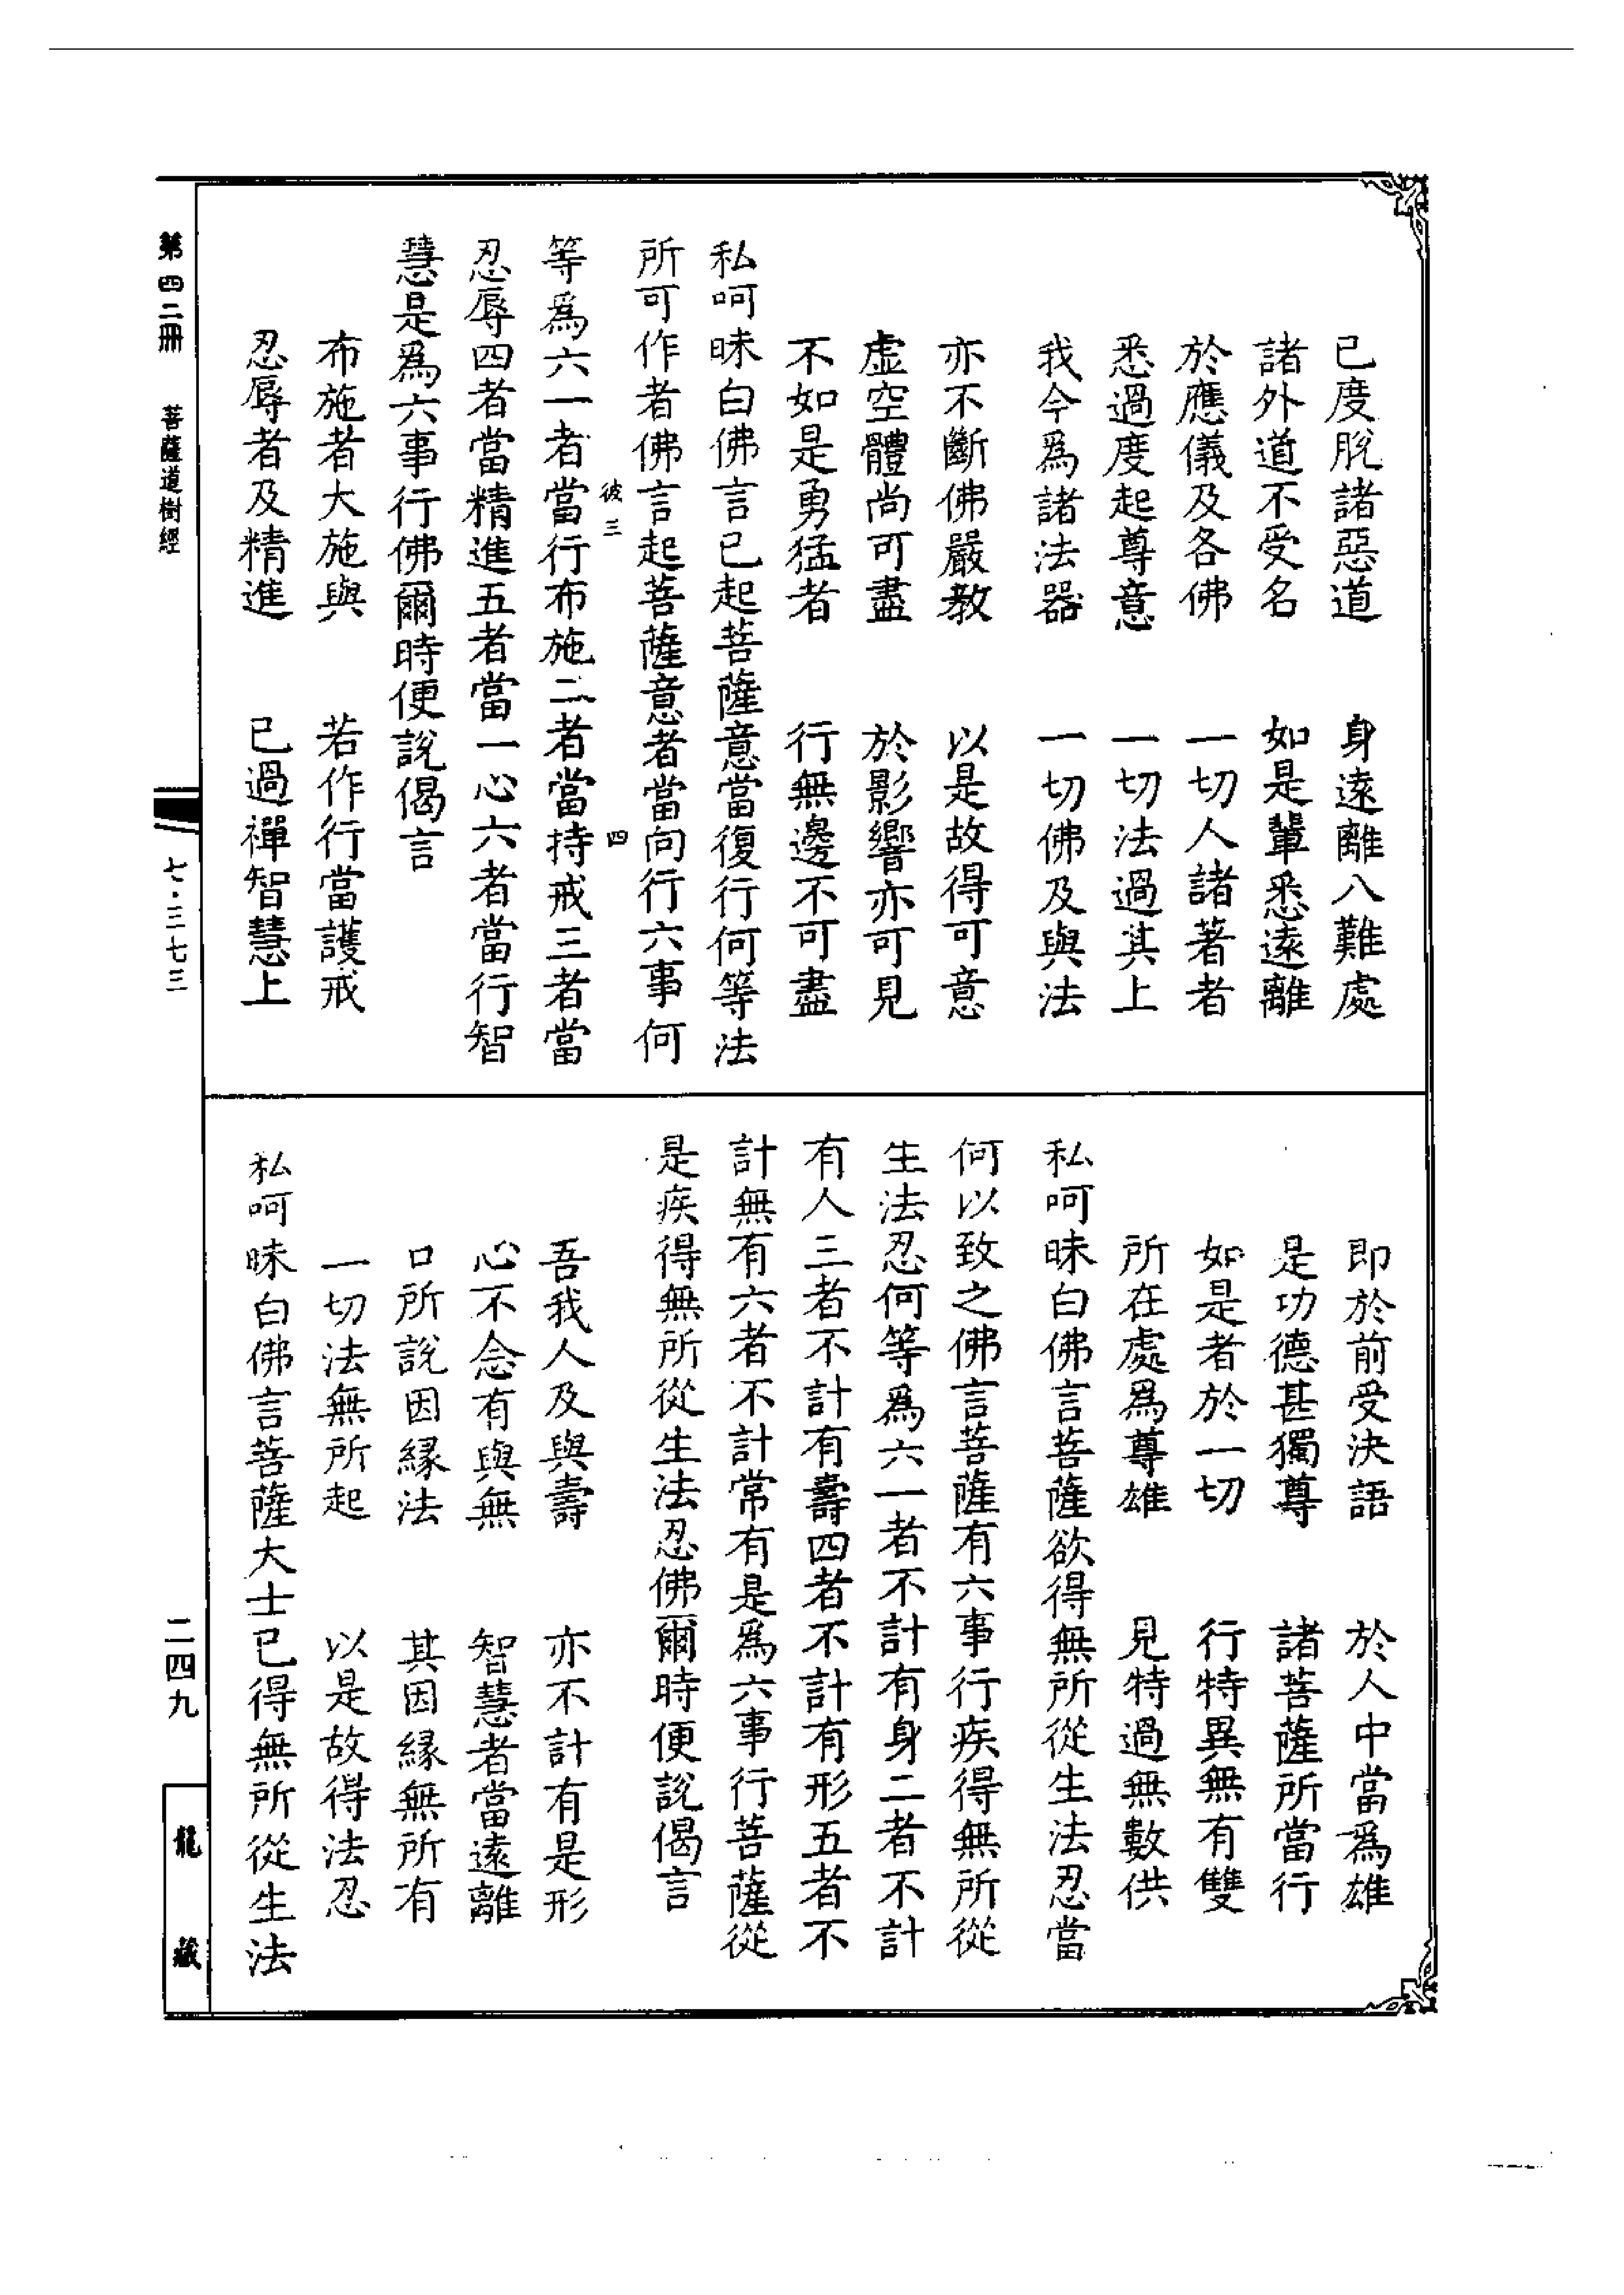 已度脫諸惡道　身遠離八難處
諸外道不受名　如是輩悉遠離
於應儀及各佛　一切人諸著者
悉過度起尊意　一切法過其上
我今爲諸法器　一切佛及與法
亦不斷佛嚴教　以是故得可意
虛空體尚可盡　於影響亦可見
不如是勇猛者　行無邊不可盡
私呵昧白佛言已起菩薩意當復行何等法
所可作者佛言起菩薩意者當向行六事何
彼三　四
等爲六一者當行布施二者當持戒三者當
忍辱四者當精進五者當一心六者當行智
慧是爲六事行佛爾時便說偈言
布施者大施與　若作行當護戒
忍辱者及精進　已過禪智慧上
即於前受決語　於人中當爲雄
是功德甚獨尊　諸菩薩所當行
如是者於一切　行特異無有雙
所在處爲尊雄　見特過無數供
私呵昧白佛言菩薩欲得無所從生法忍當
何以致之佛言菩薩有六事行疾得無所從
生法忍何等爲六一者不計有身二者不計
有人三者不計有壽四者不計有形五者不
計無有六者不計常有是爲六事行菩薩從
是疾得無所從生法忍佛爾時便說偈言
吾我人及與壽　亦不計有是形
心不念有與無　智慧者當遠離
口所說因緣法　其因緣無所有
一切法無所起　以是故得法忍
私呵昧白佛言菩薩大士已得無所從生法
第四二冊　菩薩道樹經
七·三七三
二四九
龍藏